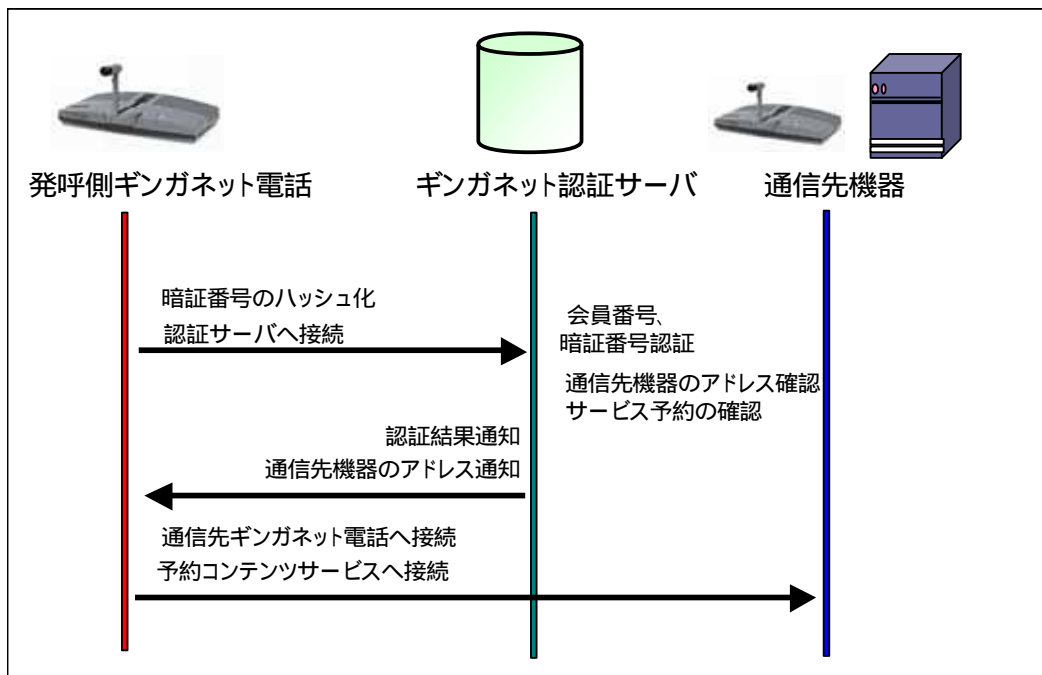 発呼側ギンガネット電話
ギンガネット認証サーバ
通信先機器
暗証番号のハッシュ化
認証サーバへ接続
会員番号、
暗証番号認証
通信先機器のアドレス確認
サービス予約の確認
認証結果通知
通信先機器のアドレス通知
通信先ギンガネット電話へ接続
予約コンテンツサービスへ接続